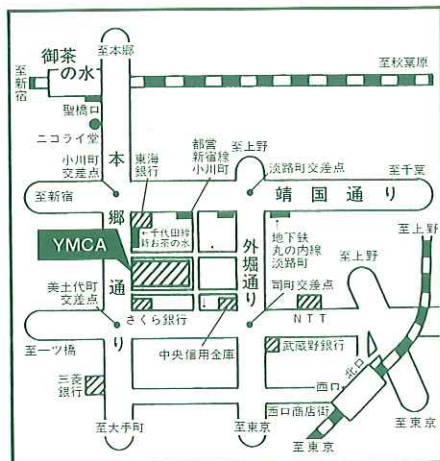 至本郷
御茶の水
至新宿
至秋葉原
聖橋口
ニコライ堂
小川町
交差点
本郷通り
東海
銀行
都営
新宿線
小川町
至上野
淡路町交差点
至千葉
至新宿
靖国通り
←千代田線
新お茶の水
↑
地下鉄
丸の内線
淡路町
至上野
YMCA
外堀通り
至上野
美土代町
交差点
司町交差点
↓
さくら銀行
NTT
至一ツ橋
中央信用金庫
武蔵野銀行
北口
三菱
銀行
西口
西口商店街
至東京
至大手町
至東京
至東京